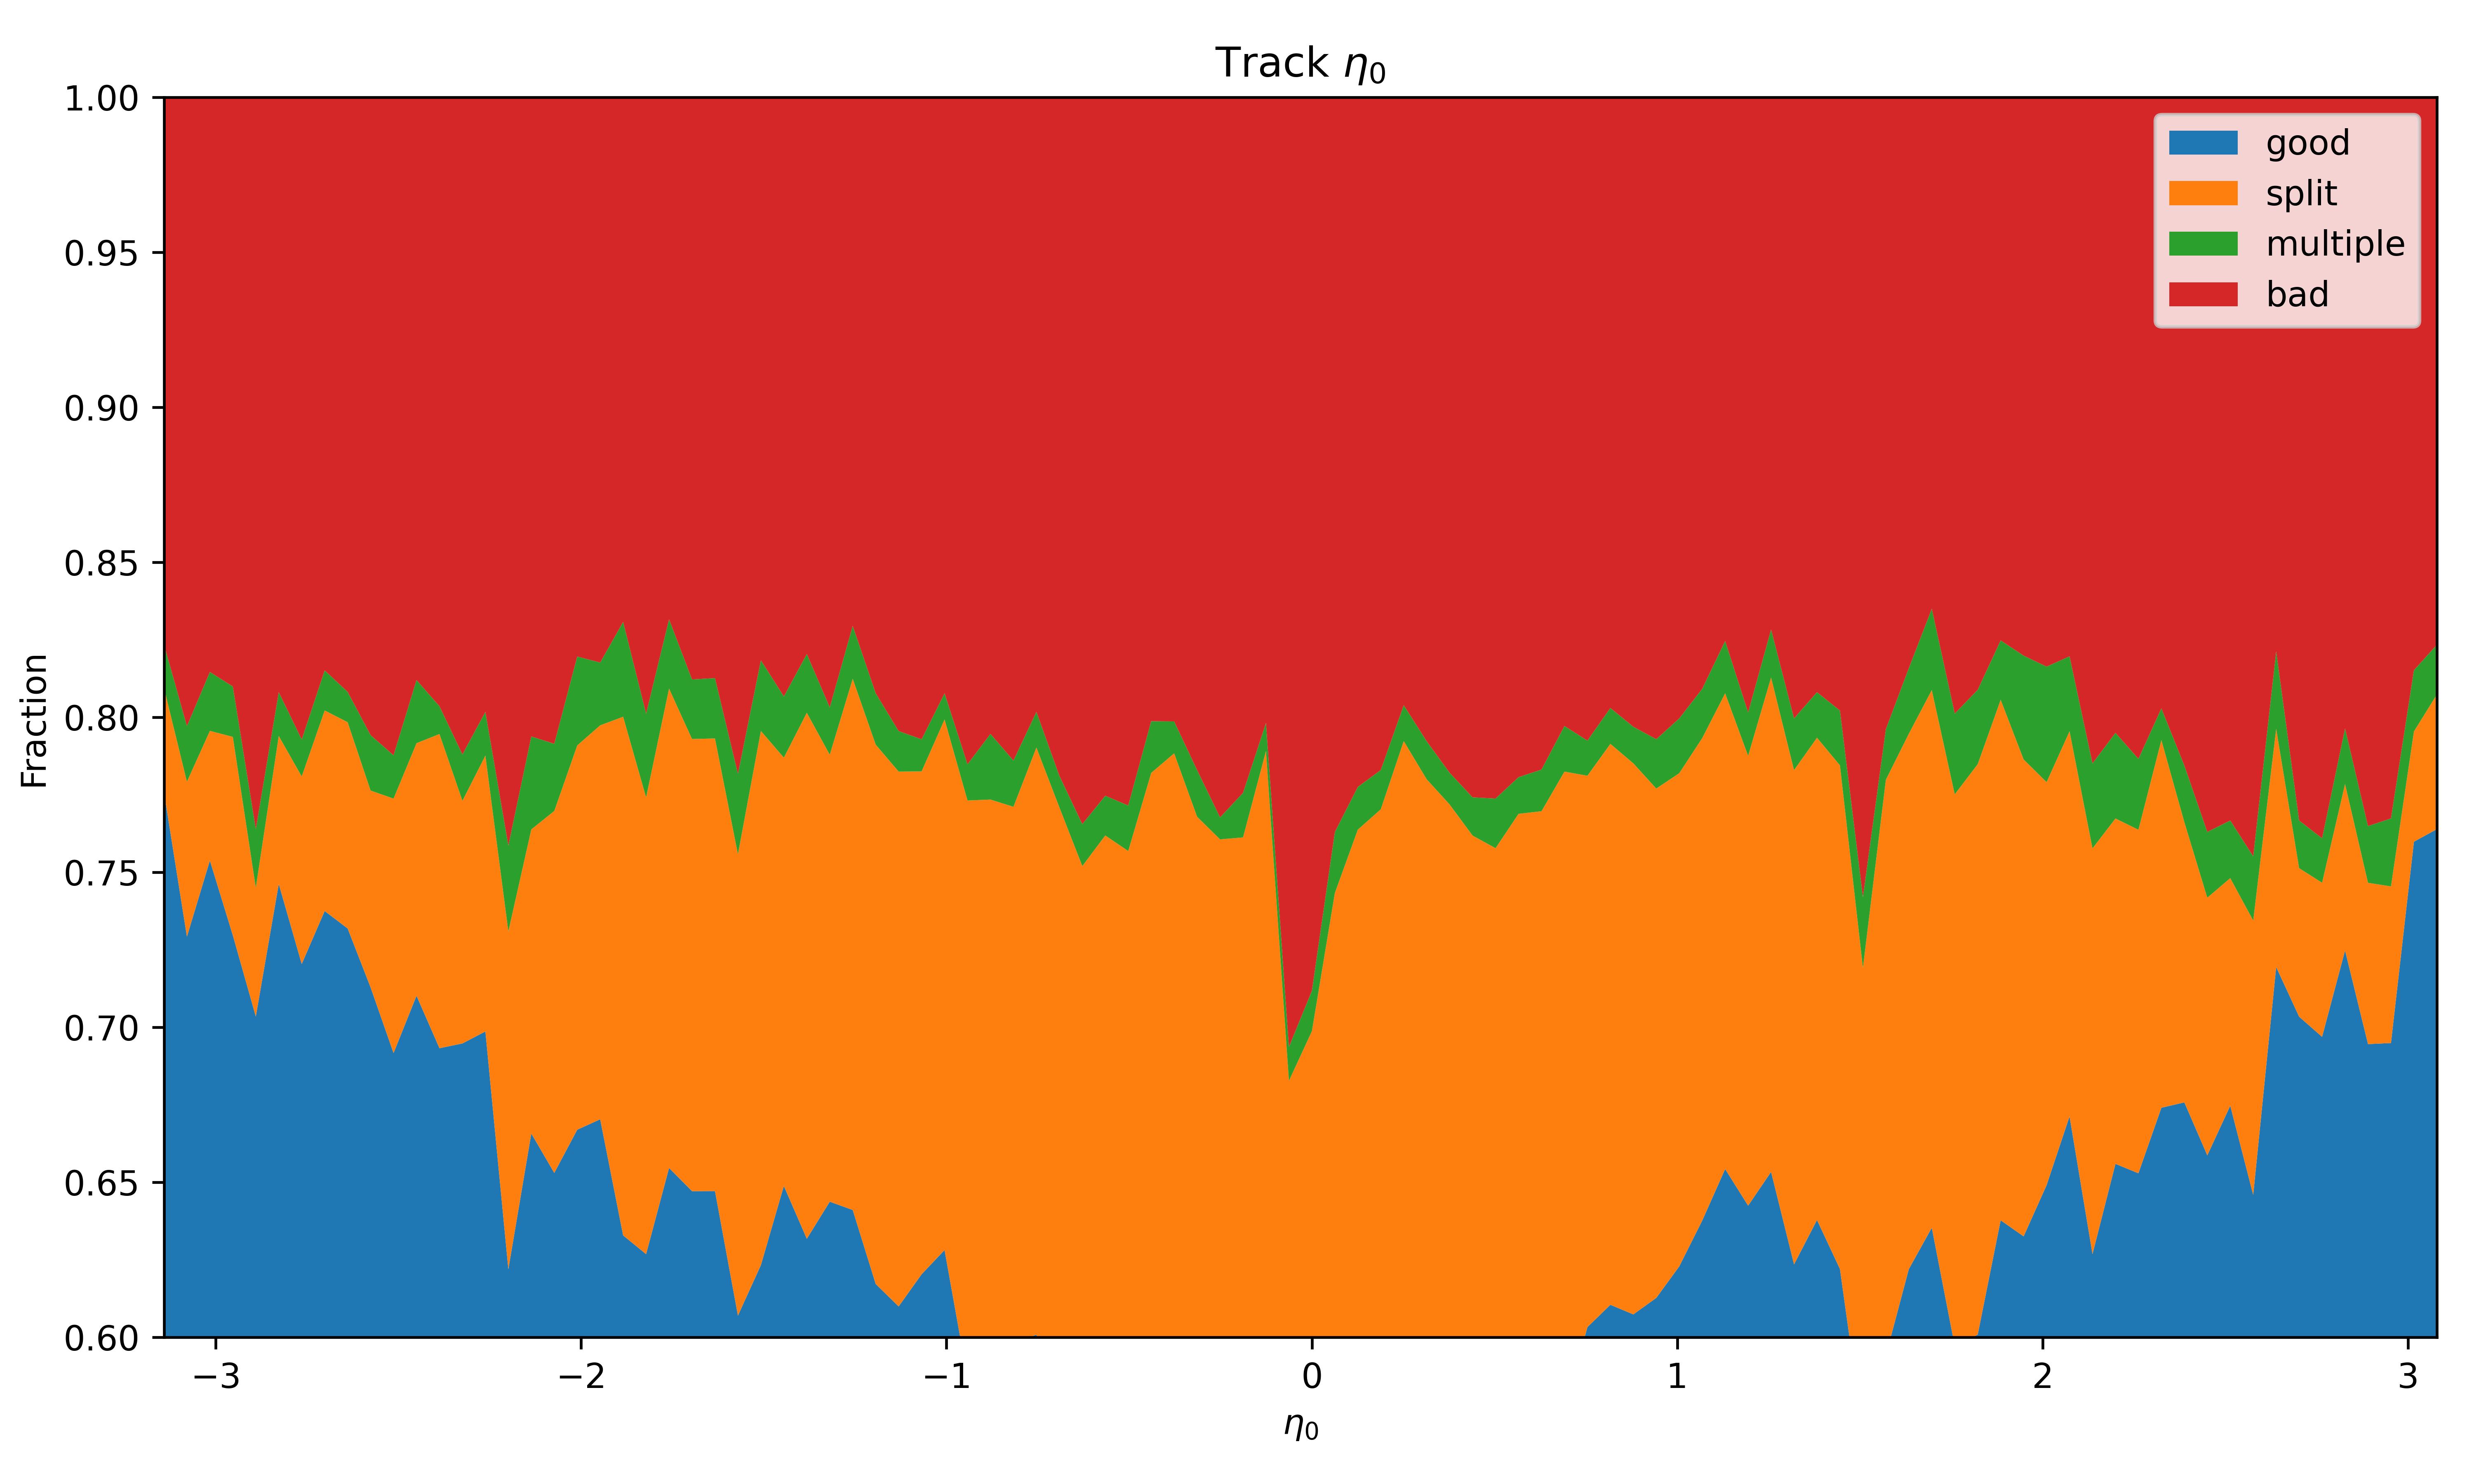 Track η₀
1.00
0.95
0.90
0.85
0.80
0.75
0.70
0.65
0.60
Fraction
good
split
multiple
bad
−3 −2 −1 0 1 2 3
η₀